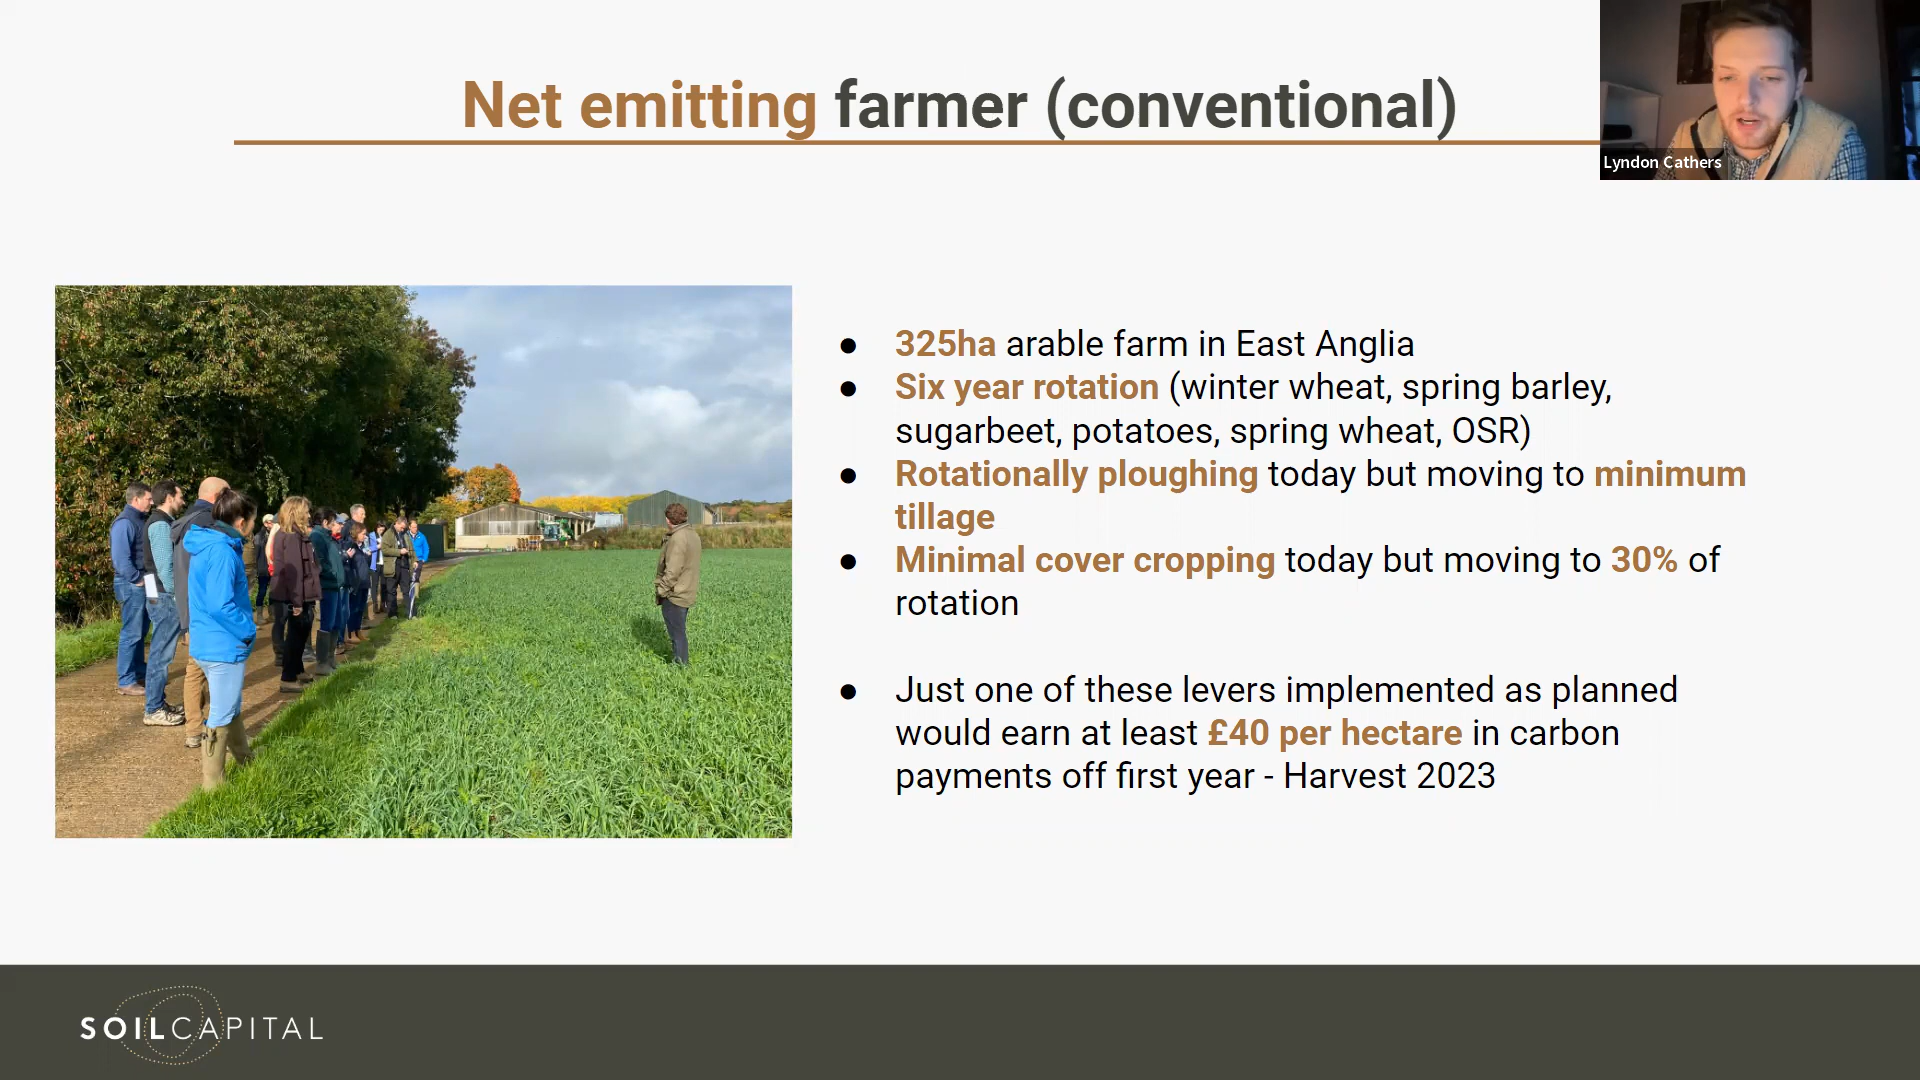 Net emitting farmer (conventional)
Lyndon Cathers
● 325ha arable farm in East Anglia
● Six year rotation (winter wheat, spring barley,
sugarbeet, potatoes, spring wheat, OSR)
● Rotationally ploughing today but moving to minimum
tillage
● Minimal cover cropping today but moving to 30% of
rotation
● Just one of these levers implemented as planned
would earn at least £40 per hectare in carbon
payments off first year - Harvest 2023
SOILCAPITAL